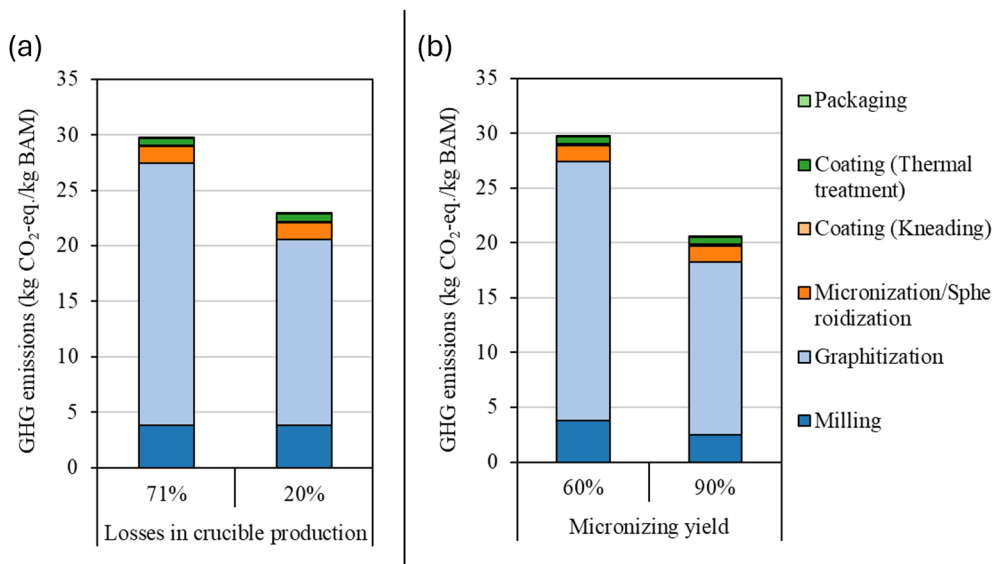 (a)
GHG emissions (kg CO2-eq./kg BAM)
35
30
25
20
15
10
5
0
71%
20%
Losses in crucible production
(b)
GHG emissions (kg CO2-eq./kg BAM)
35
30
25
20
15
10
5
0
60%
90%
Micronizing yield
Packaging
Coating (Thermal
treatment)
Coating (Kneading)
Micronization/Sphe
roidization
Graphitization
Milling